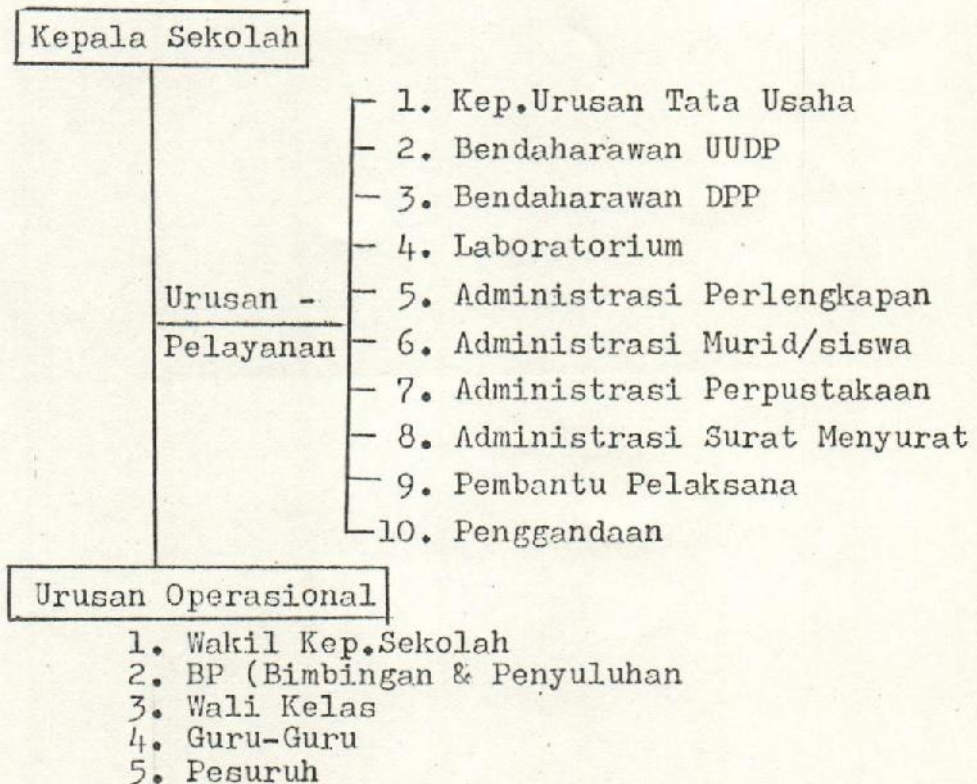 Kepala Sekolah
1. Kep.Urusan Tata Usaha
2. Bendaharawan UUDP
3. Bendaharawan DPP
4. Laboratorium
Urusan -
Pelayanan
5. Administrasi Perlengkapan
6. Administrasi Murid/siswa
7. Administrasi Perpustakaan
8. Administrasi Surat Menyurat
9. Pembantu Pelaksana
10. Penggandaan
Urusan Operasional
1. Wakil Kep.Sekolah
2. BP (Bimbingan & Penyuluhan
3. Wali Kelas
4. Guru-Guru
5. Pesuruh